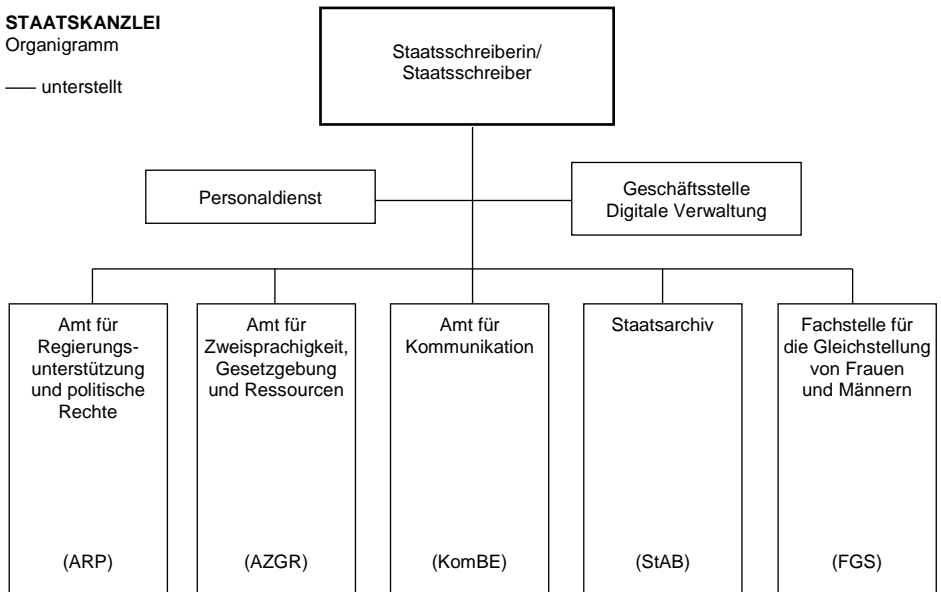 STAATSKANZLEI
Organigramm
unterstellt
Staatsschreiberin/
Staatsschreiber
Personaldienst
Geschäftsstelle
Digitale Verwaltung
Amt für
Regierungs-
unterstützung
und politische
Rechte
(ARP)
Amt für
Zweisprachigkeit,
Gesetzgebung
und Ressourcen
(AZGR)
Amt für
Kommunikation
(KomBE)
Staatsarchiv
(StAB)
Fachstelle für
die Gleichstellung
von Frauen
und Männern
(FGS)